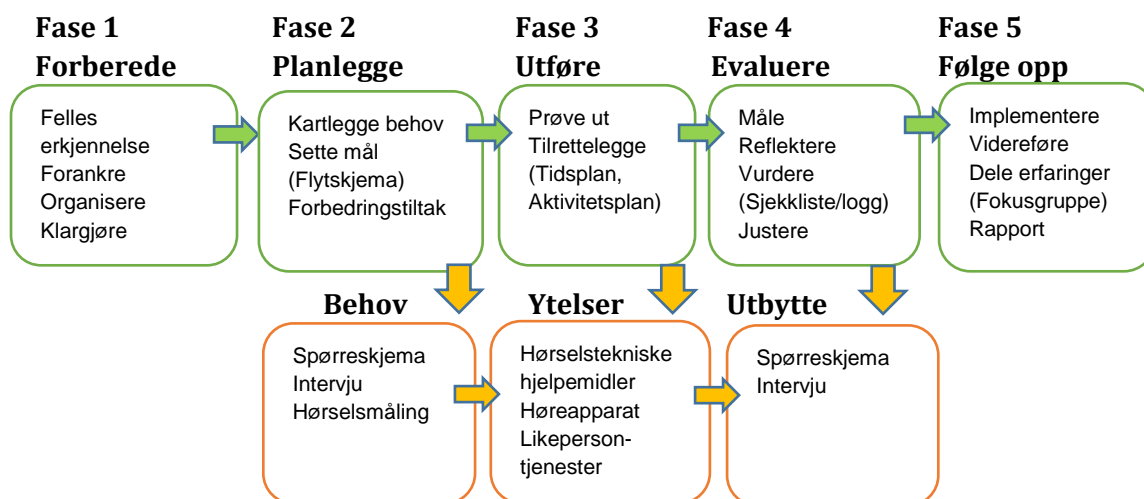 Fase 1
Forberede
Felles
erkjennelse
Forankre
Organisere
Klargjøre
Fase 2
Planlegge
Kartlegge behov
Sette mål
(Flytskjema)
Forbedringstiltak
Fase 3
Utføre
Prøve ut
Tilrettelegge
(Tidsplan,
Aktivitetsplan)
Fase 4
Evaluere
Måle
Reflektere
Vurdere
(Sjekkliste/logg)
Justere
Fase 5
Følge opp
Implementere
Videreføre
Dele erfaringer
(Fokusgruppe)
Rapport
Behov
Spørreskjema
Intervju
Hørselsmåling
Ytelser
Hørselstekniske
hjelpemidler
Høreapparat
Likeperson-
tjenester
Utbytte
Spørreskjema
Intervju